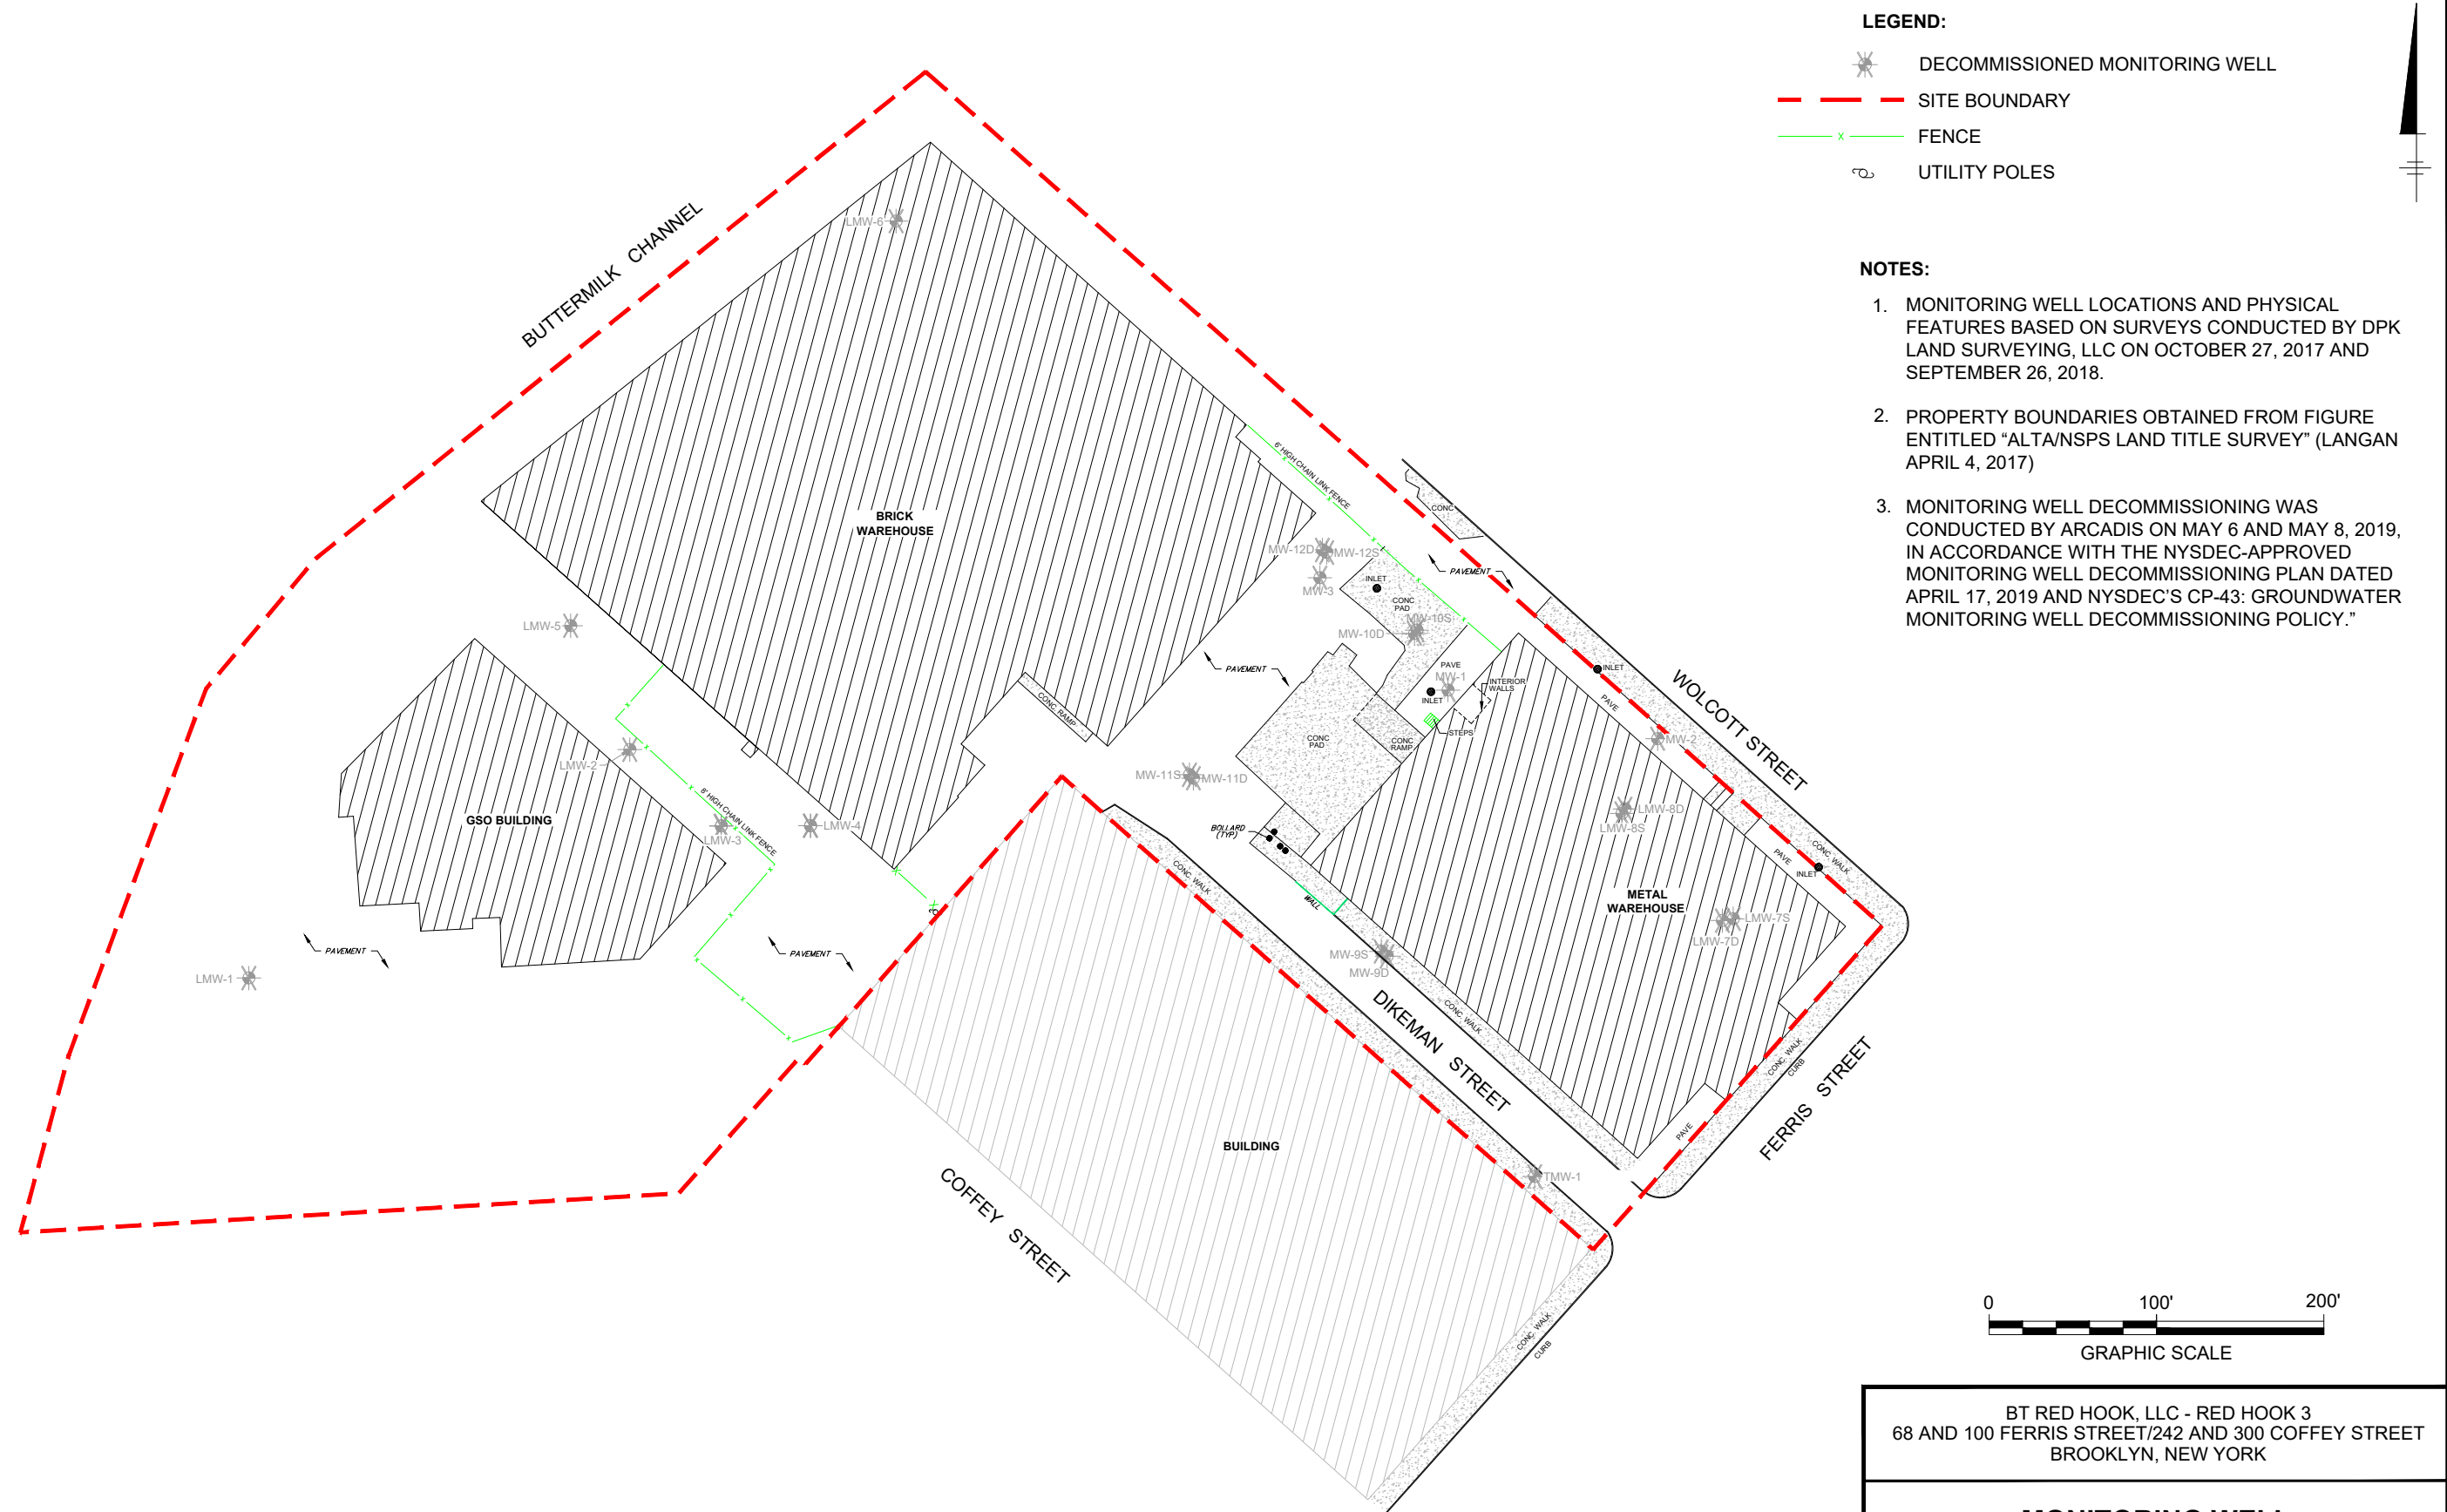 LEGEND:
DECOMMISSIONED MONITORING WELL
SITE BOUNDARY
x
FENCE
UTILITY POLES
NOTES:
1. MONITORING WELL LOCATIONS AND PHYSICAL
FEATURES BASED ON SURVEYS CONDUCTED BY DPK
LAND SURVEYING, LLC ON OCTOBER 27, 2017 AND
SEPTEMBER 26, 2018.
2. PROPERTY BOUNDARIES OBTAINED FROM FIGURE
ENTITLED “ALTA/NSPS LAND TITLE SURVEY” (LANGAN
APRIL 4, 2017)
3. MONITORING WELL DECOMMISSIONING WAS
CONDUCTED BY ARCADIS ON MAY 6 AND MAY 8, 2019,
IN ACCORDANCE WITH THE NYSDEC-APPROVED
MONITORING WELL DECOMMISSIONING PLAN DATED
APRIL 17, 2019 AND NYSDEC’S CP-43: GROUNDWATER
MONITORING WELL DECOMMISSIONING POLICY.”
BUTTERMILK CHANNEL
LMW-6
BRICK
WAREHOUSE
6' HIGH CHAIN LINK FENCE
CONC
MW-12D
MW-12S
MW-3
INLET
PAVEMENT
CONC
PAD
MW-10S
MW-10D
LMW-5
PAVEMENT
PAVE
MW-1
INLET
INTERIOR
WALLS
STEPS
INLET
PAVE
WOLCOTT STREET
MW-2
CONC. RAMP
CONC
PAD
CONC
RAMP
LMW-2
MW-11S
MW-11D
GSO BUILDING
8' HIGH CHAIN LINK FENCE
LMW-3
LMW-4
BOLLARD
(TYP)
LMW-8D
LMW-8S
CONC. WALK
PAVE
INLET
CONC. WALK
WALL
METAL
WAREHOUSE
LMW-7S
LMW-7D
PAVEMENT
LMW-1
PAVEMENT
MW-9S
MW-9D
DIKEMAN STREET
CONC. WALK
CONC. WALK
CURB
FERRIS STREET
PAVE
BUILDING
TMW-1
COFFEY STREET
CONC. WALK
CURB
0 100' 200'
GRAPHIC SCALE
BT RED HOOK, LLC - RED HOOK 3
68 AND 100 FERRIS STREET/242 AND 300 COFFEY STREET
BROOKLYN, NEW YORK
MONITORING WELL